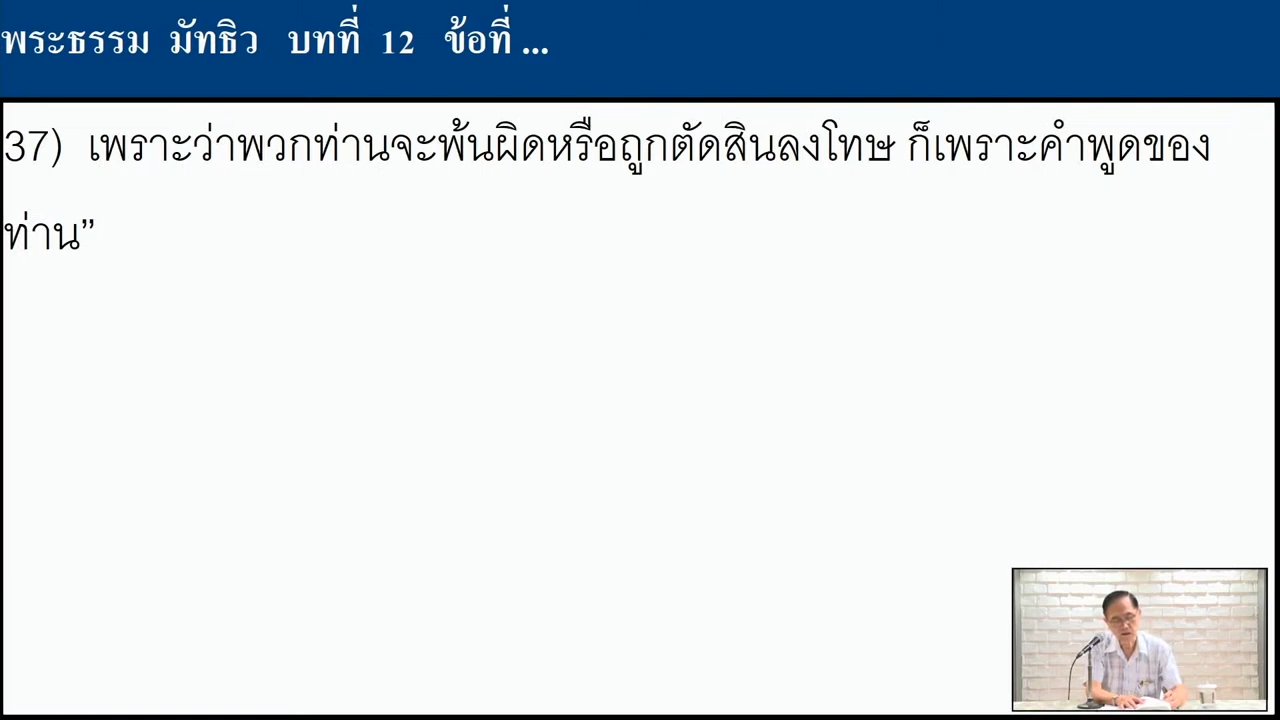 พระธรรม มัทธิว บทที่ 12 ข้อที่ ...
37) เพราะว่าพวกท่านจะพ้นผิดหรือถูกตัดสินลงโทษ ก็เพราะคำพูดของ
ท่าน”